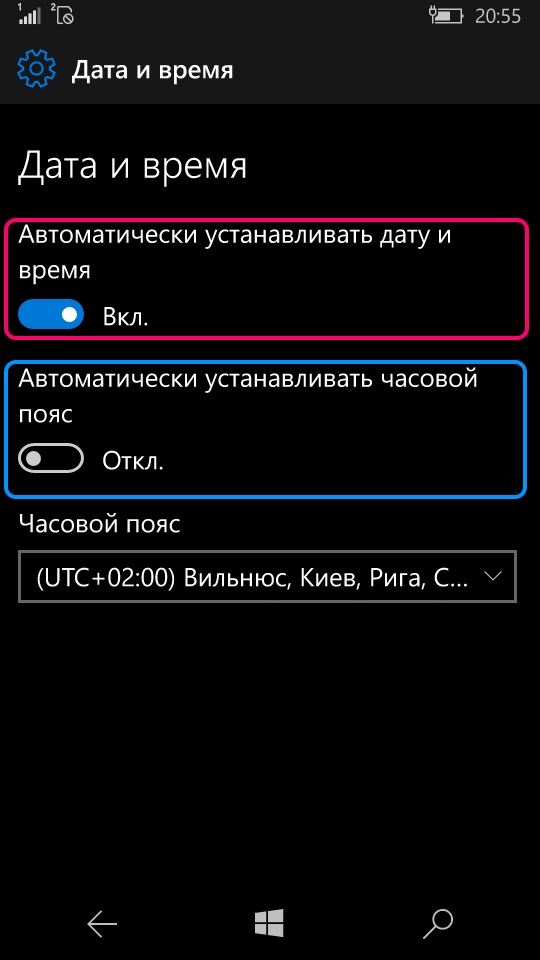 1 2 20:55
Дата и время
Дата и время
Автоматически устанавливать дату и
время
Вкл.
Автоматически устанавливать часовой
пояс
Откл.
Часовой пояс
(UTC+02:00) Вильнюс, Киев, Рига, С...